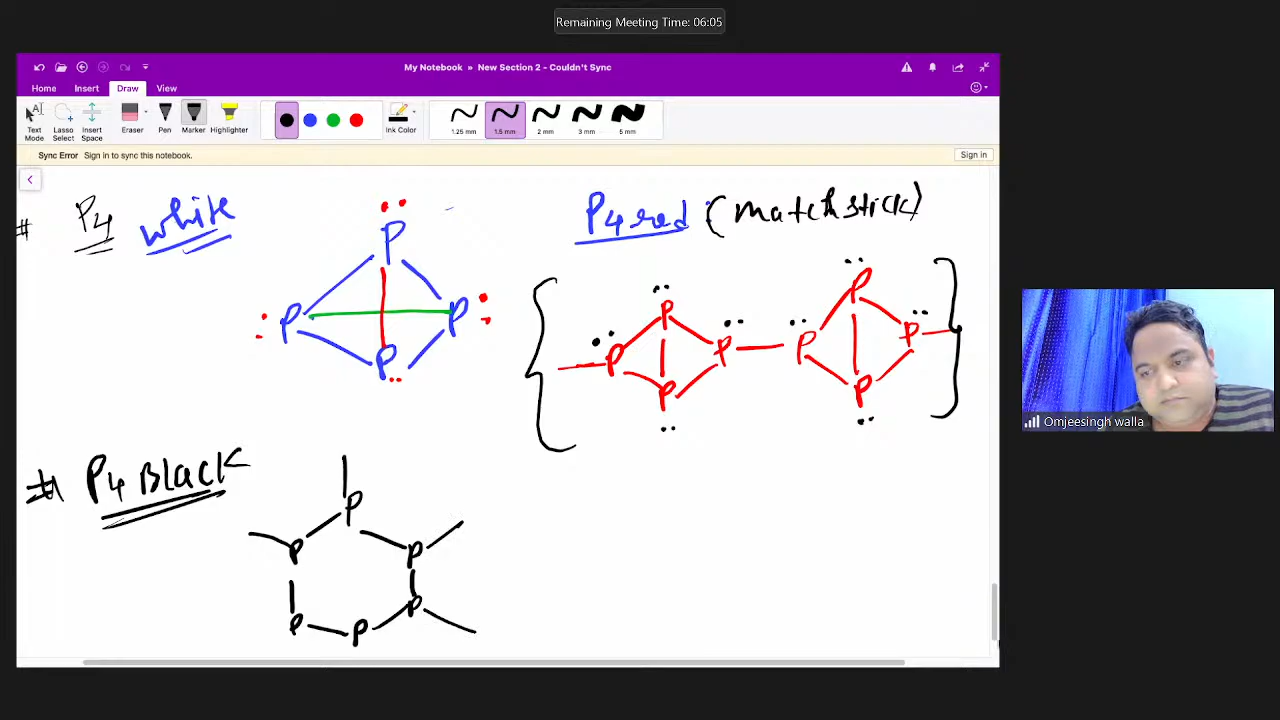 Remaining Meeting Time: 06:05
My Notebook » New Section 2 - Couldn't Sync
Home Insert Draw View
Text Mode Lasso Select Insert Space Eraser Pen Marker Highlighter Ink Color 1.25 mm 1.5 mm 2 mm 3 mm 5 mm
Sync Error Sign in to sync this notebook. Sign in
# P4 white
P4 red (matchstick)
P
P P
P
P
P P
P
P
P P
P
# P4 Black
P
P P
P P
P
Omjeesingh walla